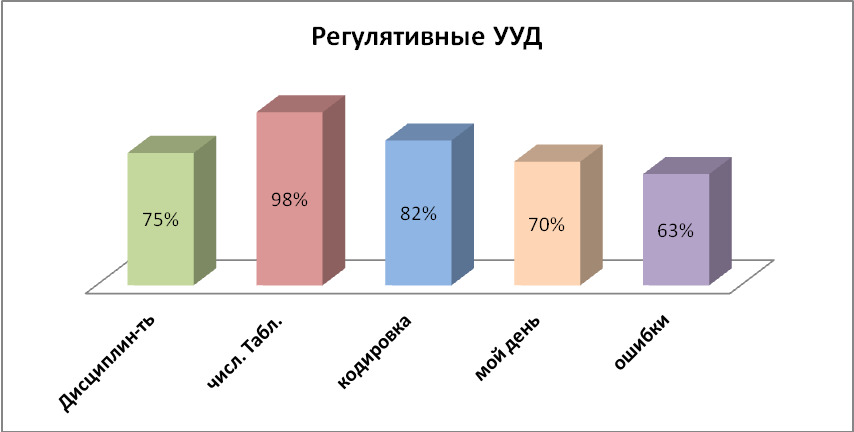 Регулятивные УУД
75%
98%
82%
70%
63%
Дисциплин-ть
числ. Табл.
кодировка
мой день
ошибки